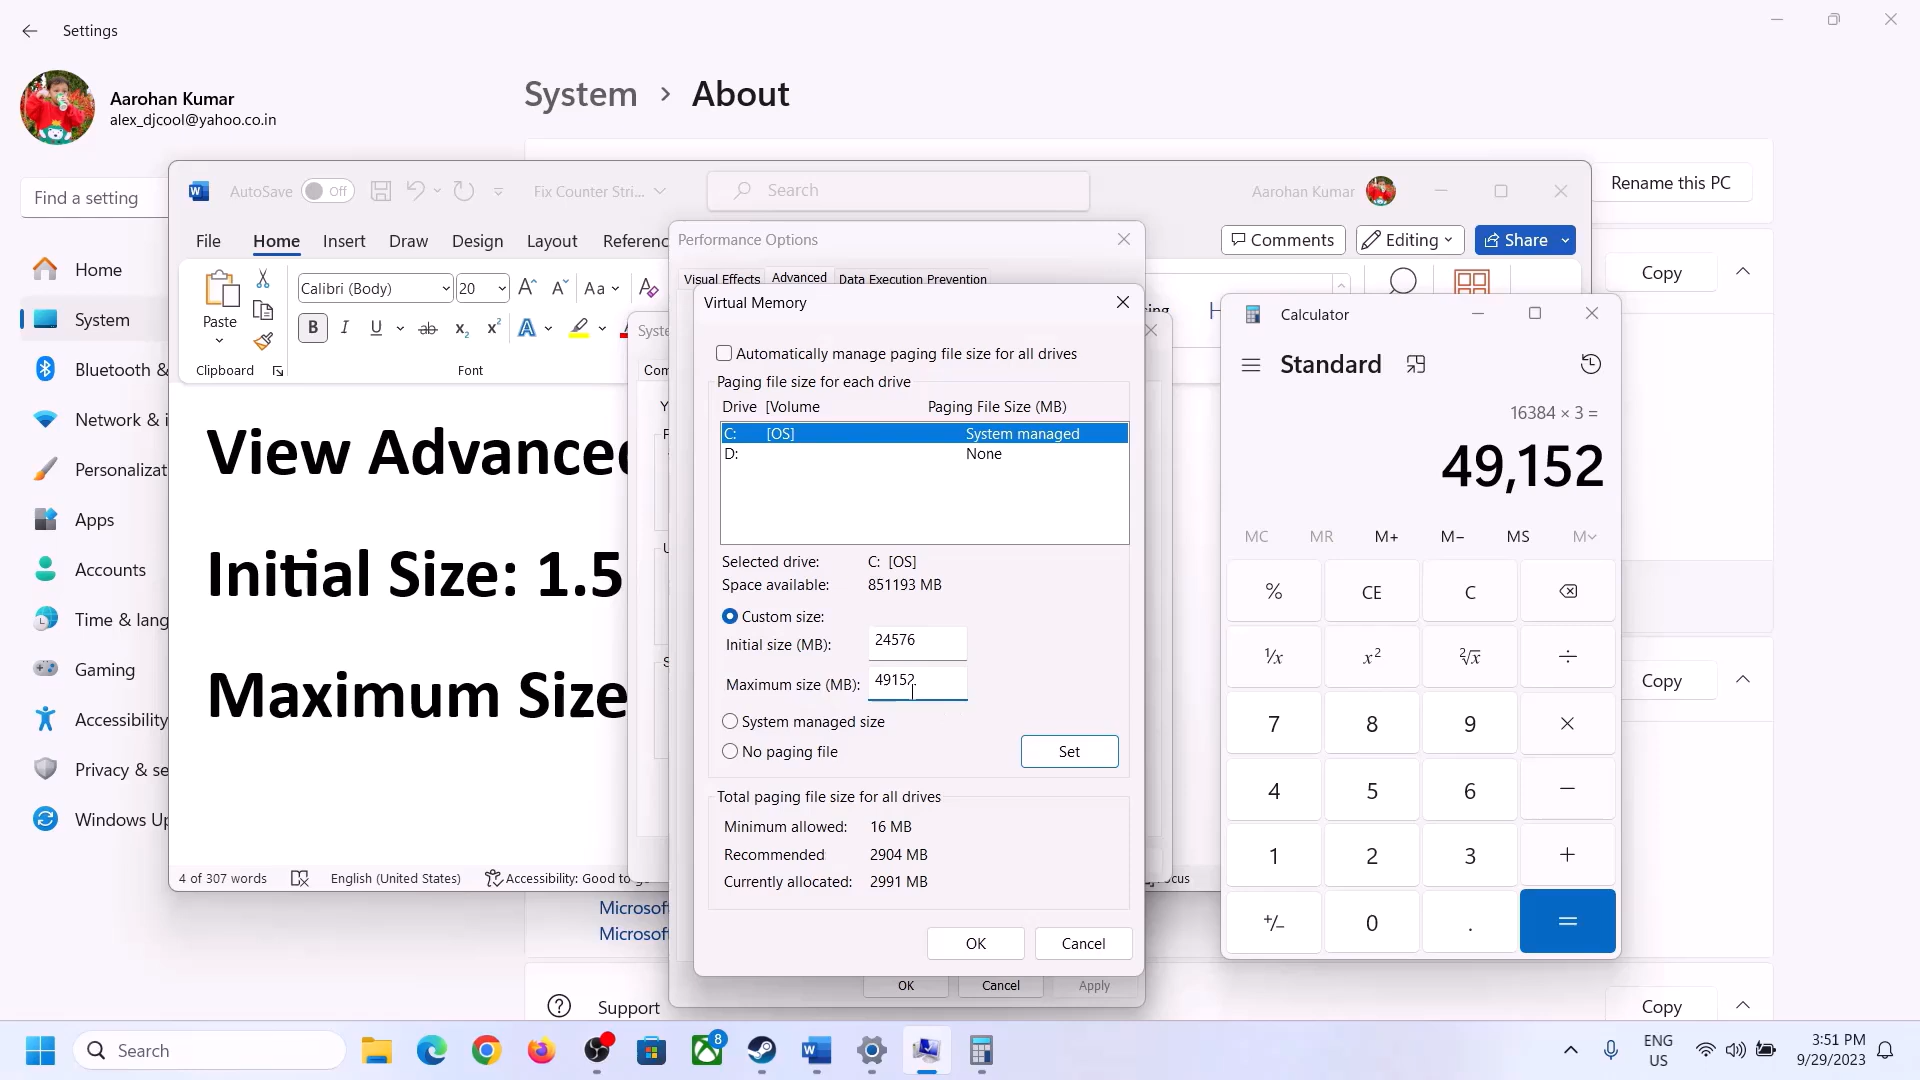 Settings
Aarohan Kumar
alex_djcool@yahoo.co.in
Find a setting
Home
System
Bluetooth &
Network & i
Personalizat
Apps
Accounts
Time & lang
Gaming
Accessibility
Privacy & se
Windows Up
System > About
Rename this PC
Copy
Copy
Copy
Support
AutoSave Off
Fix Counter Stri...
Search
Aarohan Kumar
File Home Insert Draw Design Layout Referenc
Comments Editing Share
Paste
Calibri (Body) 20
Clipboard Font
View Advanced
Initial Size: 1.5
Maximum Size
4 of 307 words
English (United States)
Accessibility: Good to g
Microsof
Microsof
Performance Options
Visual Effects Advanced Data Execution Prevention
OK Cancel Apply
Virtual Memory
Automatically manage paging file size for all drives
Paging file size for each drive
Drive [Volume Paging File Size (MB)
C: [OS] System managed
D: None
Selected drive: C: [OS]
Space available: 851193 MB
Custom size:
Initial size (MB): 24576
Maximum size (MB): 49152
System managed size
No paging file
Set
Total paging file size for all drives
Minimum allowed: 16 MB
Recommended 2904 MB
Currently allocated: 2991 MB
OK Cancel
Calculator
Standard
16384 × 3 =
49,152
MC MR M+ M− MS M˅
% CE C
¹/x x² ²√x ÷
7 8 9 ×
4 5 6 −
1 2 3 +
+/− 0 . =
Search
8
ENG
US
3:51 PM
9/29/2023